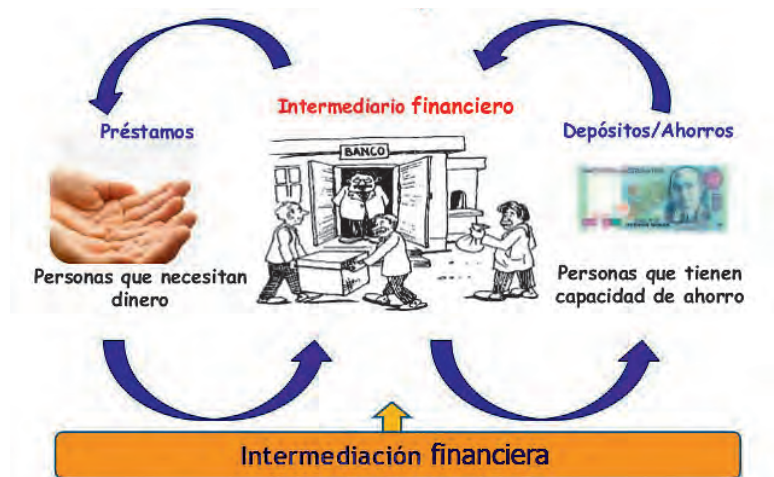 Intermediario financiero
Préstamos
Depósitos/Ahorros
BANCO
Personas que necesitan
dinero
Personas que tienen
capacidad de ahorro
Intermediación financiera